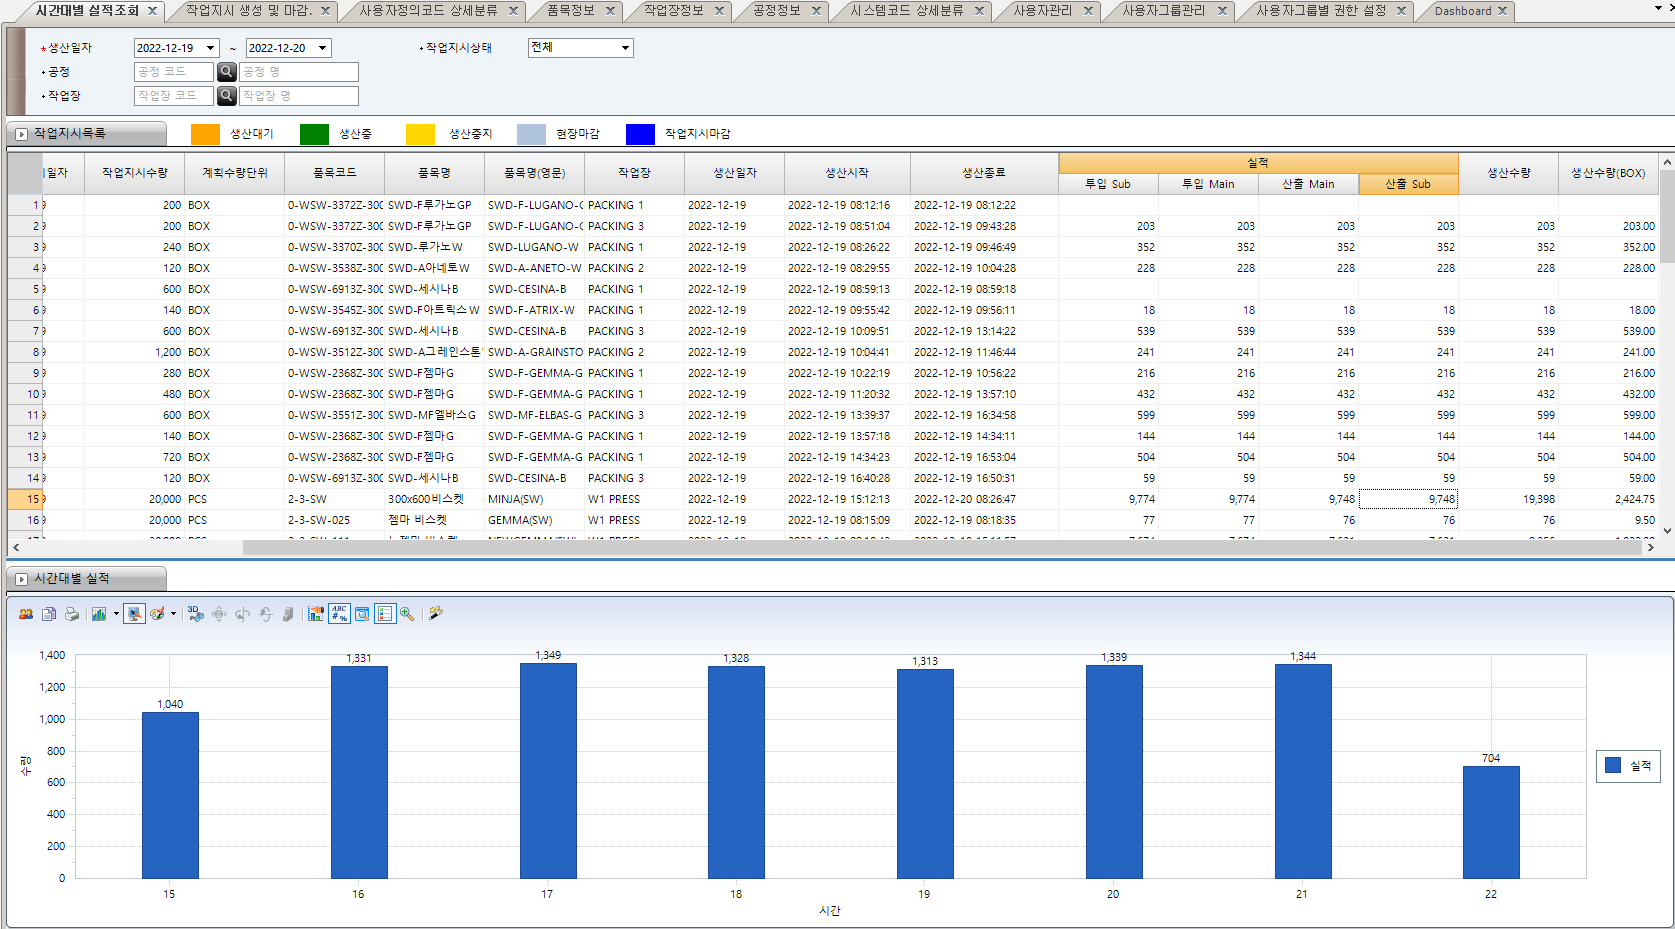 시간대별 실적조회 작업지시 생성 및 마감. 사용자정의코드 상세분류 품목정보 작업장정보 공정정보 시스템코드 상세분류 사용자관리 사용자그룹관리 사용자그룹별 권한 설정 Dashboard
*생산일자 2022-12-19 ~ 2022-12-20 작업지시상태 전체
공정 공정 코드 공정 명
작업장 작업장 코드 작업장 명
작업지시목록 생산대기 생산중 생산중지 현장마감 작업지시마감
실적
일자 작업지시수량 계획수량단위 품목코드 품목명 품목명(영문) 작업장 생산일자 생산시작 생산종료 투입 Sub 투입 Main 산출 Main 산출 Sub 생산수량 생산수량(BOX)
1 9 200 BOX 0-WSW-3372Z-300 SWD-F루가노GP SWD-F-LUGANO-G PACKING 1 2022-12-19 2022-12-19 08:12:16 2022-12-19 08:12:22
2 9 200 BOX 0-WSW-3372Z-300 SWD-F루가노GP SWD-F-LUGANO-G PACKING 3 2022-12-19 2022-12-19 08:51:04 2022-12-19 09:43:28 203 203 203 203 203 203.00
3 9 240 BOX 0-WSW-3370Z-300 SWD-루가노W SWD-LUGANO-W PACKING 1 2022-12-19 2022-12-19 08:26:22 2022-12-19 09:46:49 352 352 352 352 352 352.00
4 9 120 BOX 0-WSW-3538Z-300 SWD-A아네토W SWD-A-ANETO-W PACKING 2 2022-12-19 2022-12-19 08:29:55 2022-12-19 10:04:28 228 228 228 228 228 228.00
5 9 600 BOX 0-WSW-6913Z-300 SWD-세시나B SWD-CESINA-B PACKING 1 2022-12-19 2022-12-19 08:59:13 2022-12-19 08:59:18
6 9 140 BOX 0-WSW-3545Z-300 SWD-F아트릭스W SWD-F-ATRIX-W PACKING 1 2022-12-19 2022-12-19 09:55:42 2022-12-19 09:56:11 18 18 18 18 18 18.00
7 9 600 BOX 0-WSW-6913Z-300 SWD-세시나B SWD-CESINA-B PACKING 3 2022-12-19 2022-12-19 10:09:51 2022-12-19 13:14:22 539 539 539 539 539 539.00
8 9 1,200 BOX 0-WSW-3512Z-300 SWD-A그레인스톤 SWD-A-GRAINSTO PACKING 2 2022-12-19 2022-12-19 10:04:41 2022-12-19 11:46:44 241 241 241 241 241 241.00
9 9 280 BOX 0-WSW-2368Z-300 SWD-F젬마G SWD-F-GEMMA-G PACKING 1 2022-12-19 2022-12-19 10:22:19 2022-12-19 10:56:22 216 216 216 216 216 216.00
10 9 480 BOX 0-WSW-2368Z-300 SWD-F젬마G SWD-F-GEMMA-G PACKING 1 2022-12-19 2022-12-19 11:20:32 2022-12-19 13:57:10 432 432 432 432 432 432.00
11 9 600 BOX 0-WSW-3551Z-300 SWD-MF엘바스G SWD-MF-ELBAS-G PACKING 3 2022-12-19 2022-12-19 13:39:37 2022-12-19 16:34:58 599 599 599 599 599 599.00
12 9 140 BOX 0-WSW-2368Z-300 SWD-F젬마G SWD-F-GEMMA-G PACKING 1 2022-12-19 2022-12-19 13:57:18 2022-12-19 14:34:11 144 144 144 144 144 144.00
13 9 720 BOX 0-WSW-2368Z-300 SWD-F젬마G SWD-F-GEMMA-G PACKING 1 2022-12-19 2022-12-19 14:34:23 2022-12-19 16:53:04 504 504 504 504 504 504.00
14 9 120 BOX 0-WSW-6913Z-300 SWD-세시나B SWD-CESINA-B PACKING 3 2022-12-19 2022-12-19 16:40:28 2022-12-19 16:50:31 59 59 59 59 59 59.00
15 9 20,000 PCS 2-3-SW 300x600비스켓 MINJA(SW) W1 PRESS 2022-12-19 2022-12-19 15:12:13 2022-12-20 08:26:47 9,774 9,774 9,748 9,748 19,398 2,424.75
16 9 20,000 PCS 2-3-SW-025 젬마 비스켓 GEMMA(SW) W1 PRESS 2022-12-19 2022-12-19 08:15:09 2022-12-19 08:18:35 77 77 76 76 76 9.50
시간대별 실적
3D ABC #%
1,400 1,200 1,000 800 600 400 200 0
수량
1,040 1,331 1,349 1,328 1,313 1,339 1,344 704
15 16 17 18 19 20 21 22
시간
실적